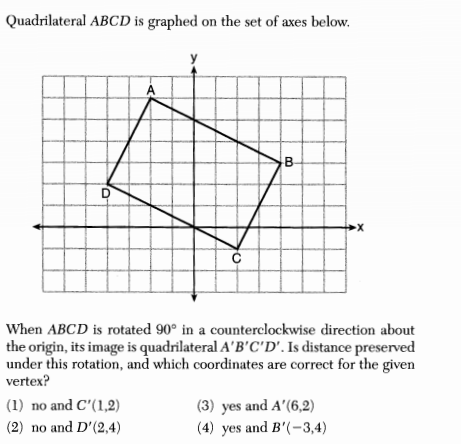 Quadrilateral ABCD is graphed on the set of axes below.
y
A
B
D
x
C
When ABCD is rotated 90° in a counterclockwise direction about
the origin, its image is quadrilateral A'B'C'D'. Is distance preserved
under this rotation, and which coordinates are correct for the given
vertex?
(1) no and C'(1,2) (3) yes and A'(6,2)
(2) no and D'(2,4) (4) yes and B'(−3,4)